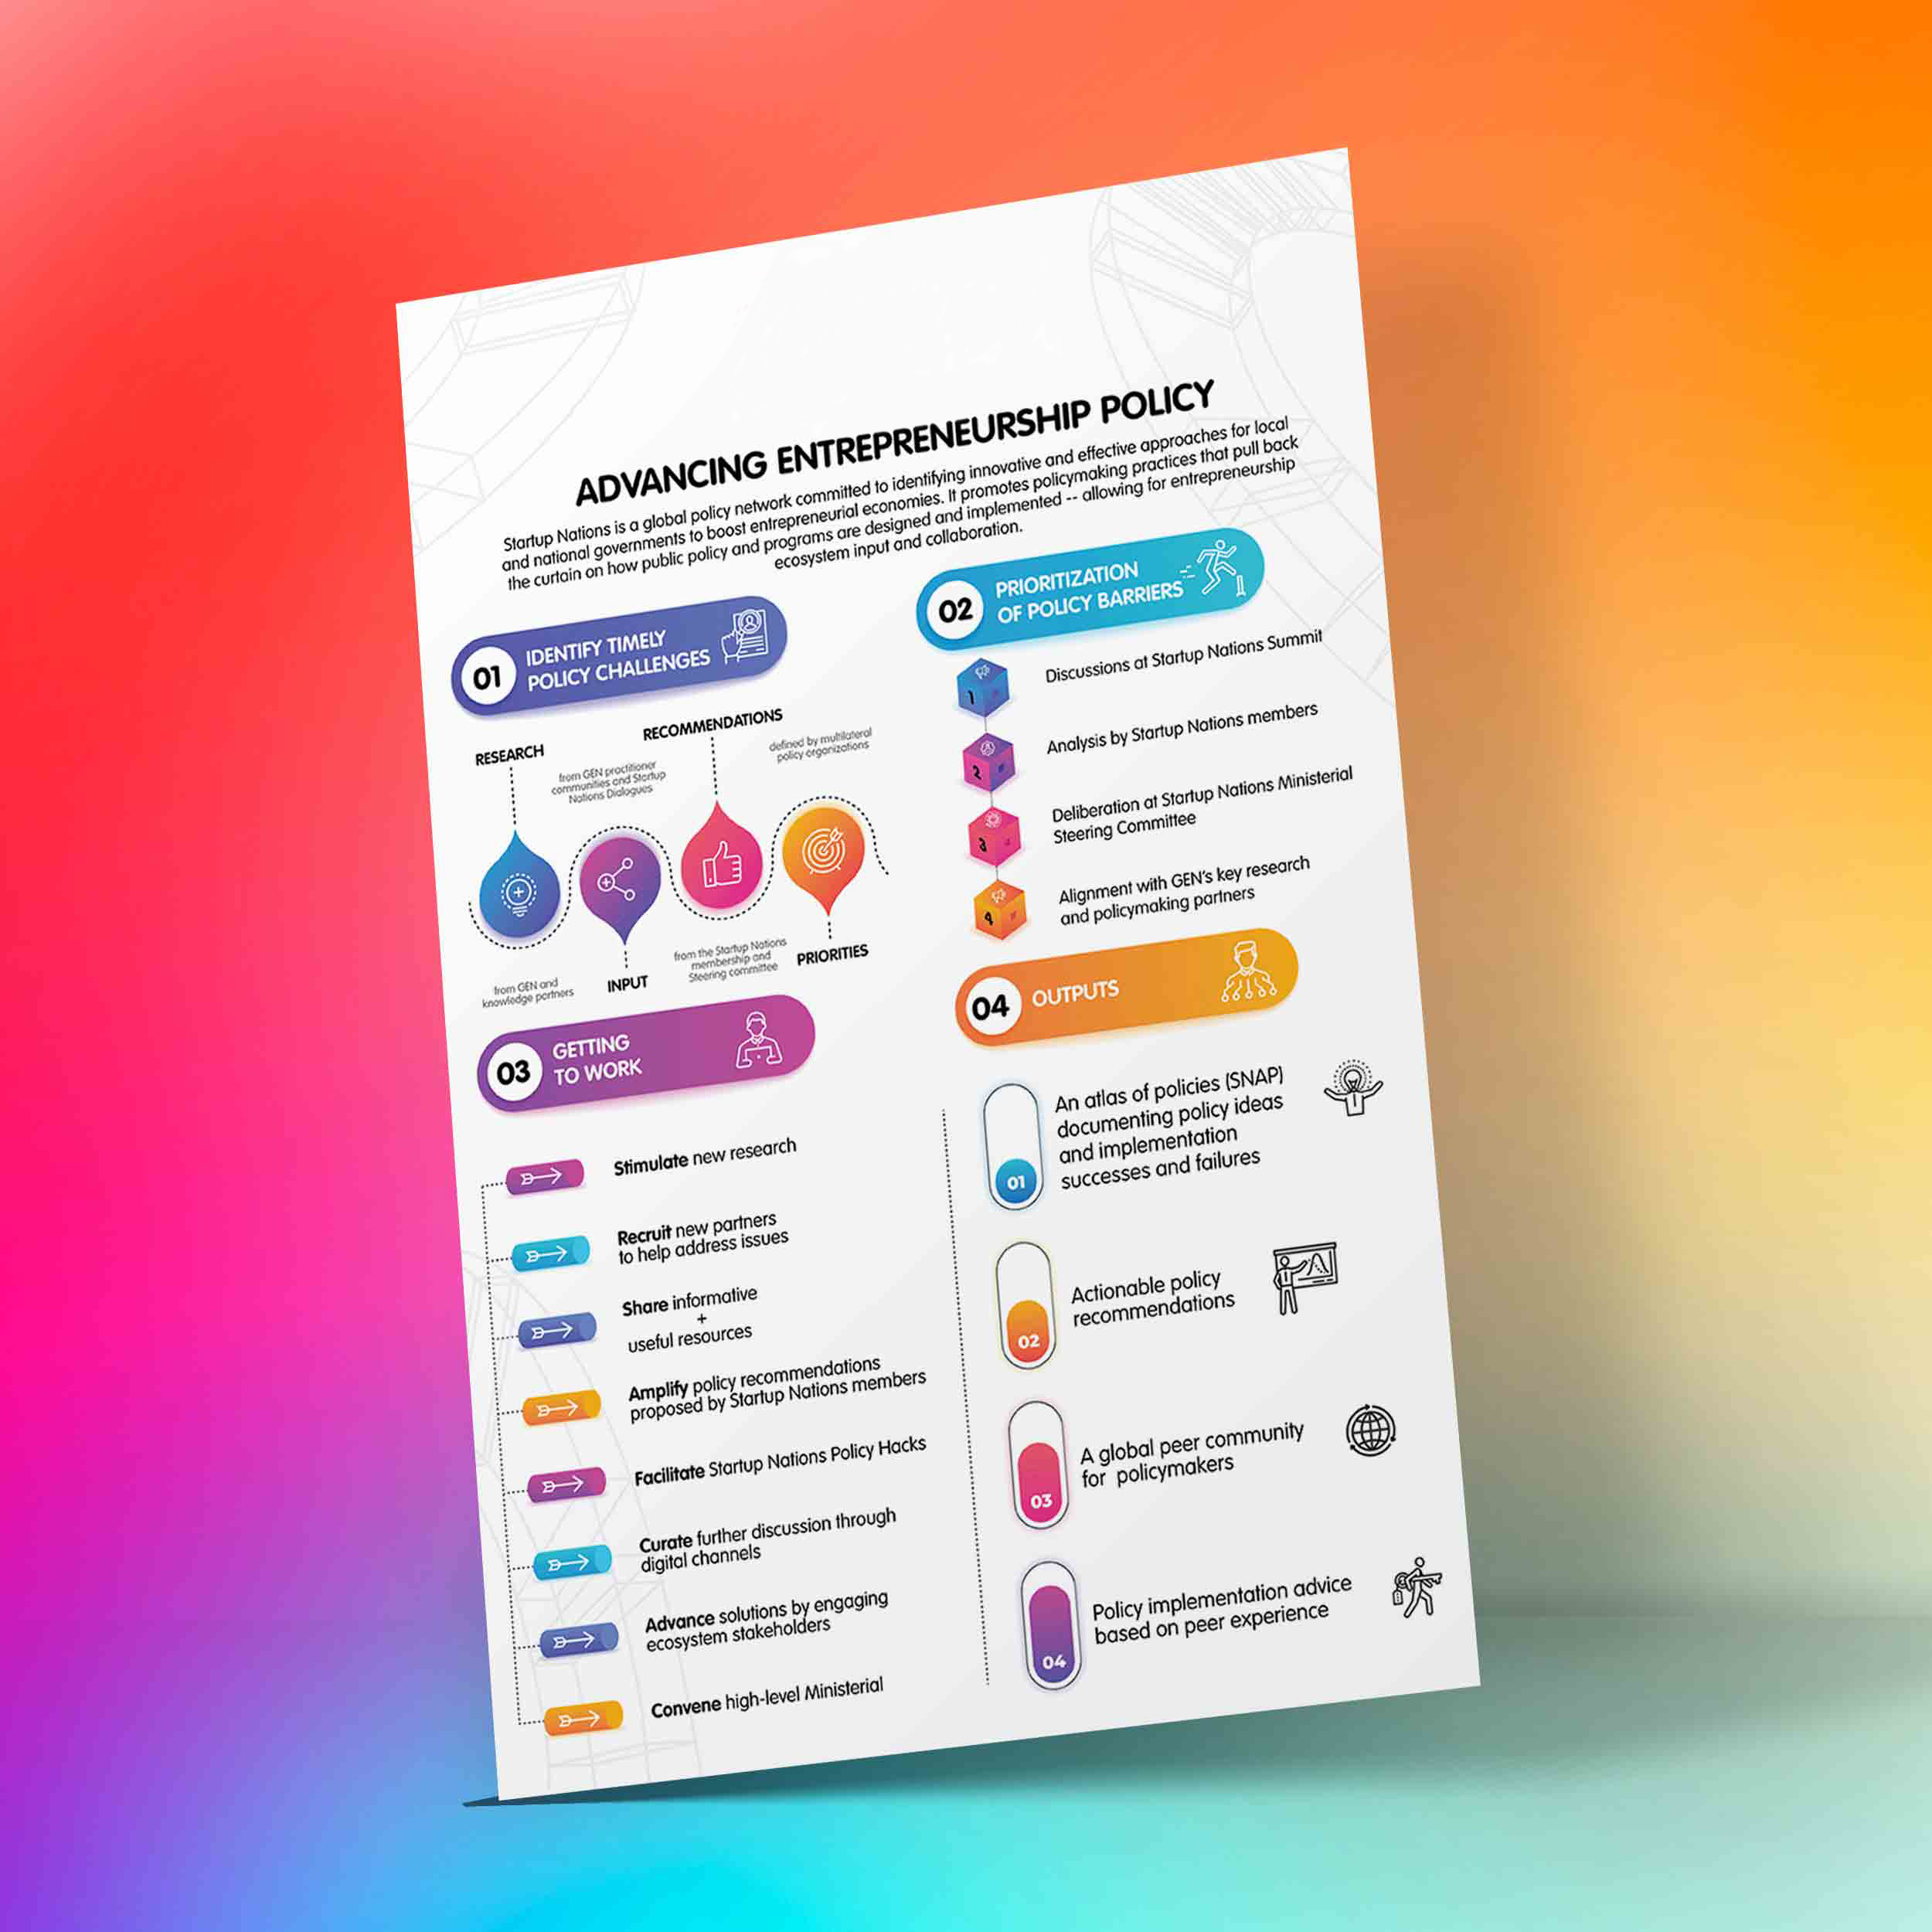 ADVANCING ENTREPRENEURSHIP POLICY
Startup Nations is a global policy network committed to identifying innovative and effective approaches for local
and national governments to boost entrepreneurial economies. It promotes policymaking practices that pull back
the curtain on how public policy and programs are designed and implemented -- allowing for entrepreneurship
ecosystem input and collaboration.
01
IDENTIFY TIMELY
POLICY CHALLENGES
RESEARCH
from GEN practitioner
communities and Startup
Nations Dialogues
RECOMMENDATIONS
defined by multilateral
policy organizations
from GEN and
knowledge partners
INPUT
from the Startup Nations
membership and
Steering committee
PRIORITIES
02
PRIORITIZATION
OF POLICY BARRIERS
1
Discussions at Startup Nations Summit
2
Analysis by Startup Nations members
3
Deliberation at Startup Nations Ministerial
Steering Committee
4
Alignment with GEN's key research
and policymaking partners
03
GETTING
TO WORK
Stimulate new research
Recruit new partners
to help address issues
Share informative
+
useful resources
Amplify policy recommendations
proposed by Startup Nations members
Facilitate Startup Nations Policy Hacks
Curate further discussion through
digital channels
Advance solutions by engaging
ecosystem stakeholders
Convene high-level Ministerial
04
OUTPUTS
An atlas of policies (SNAP)
documenting policy ideas
and implementation
successes and failures
01
Actionable policy
recommendations
02
A global peer community
for policymakers
03
Policy implementation advice
based on peer experience
04